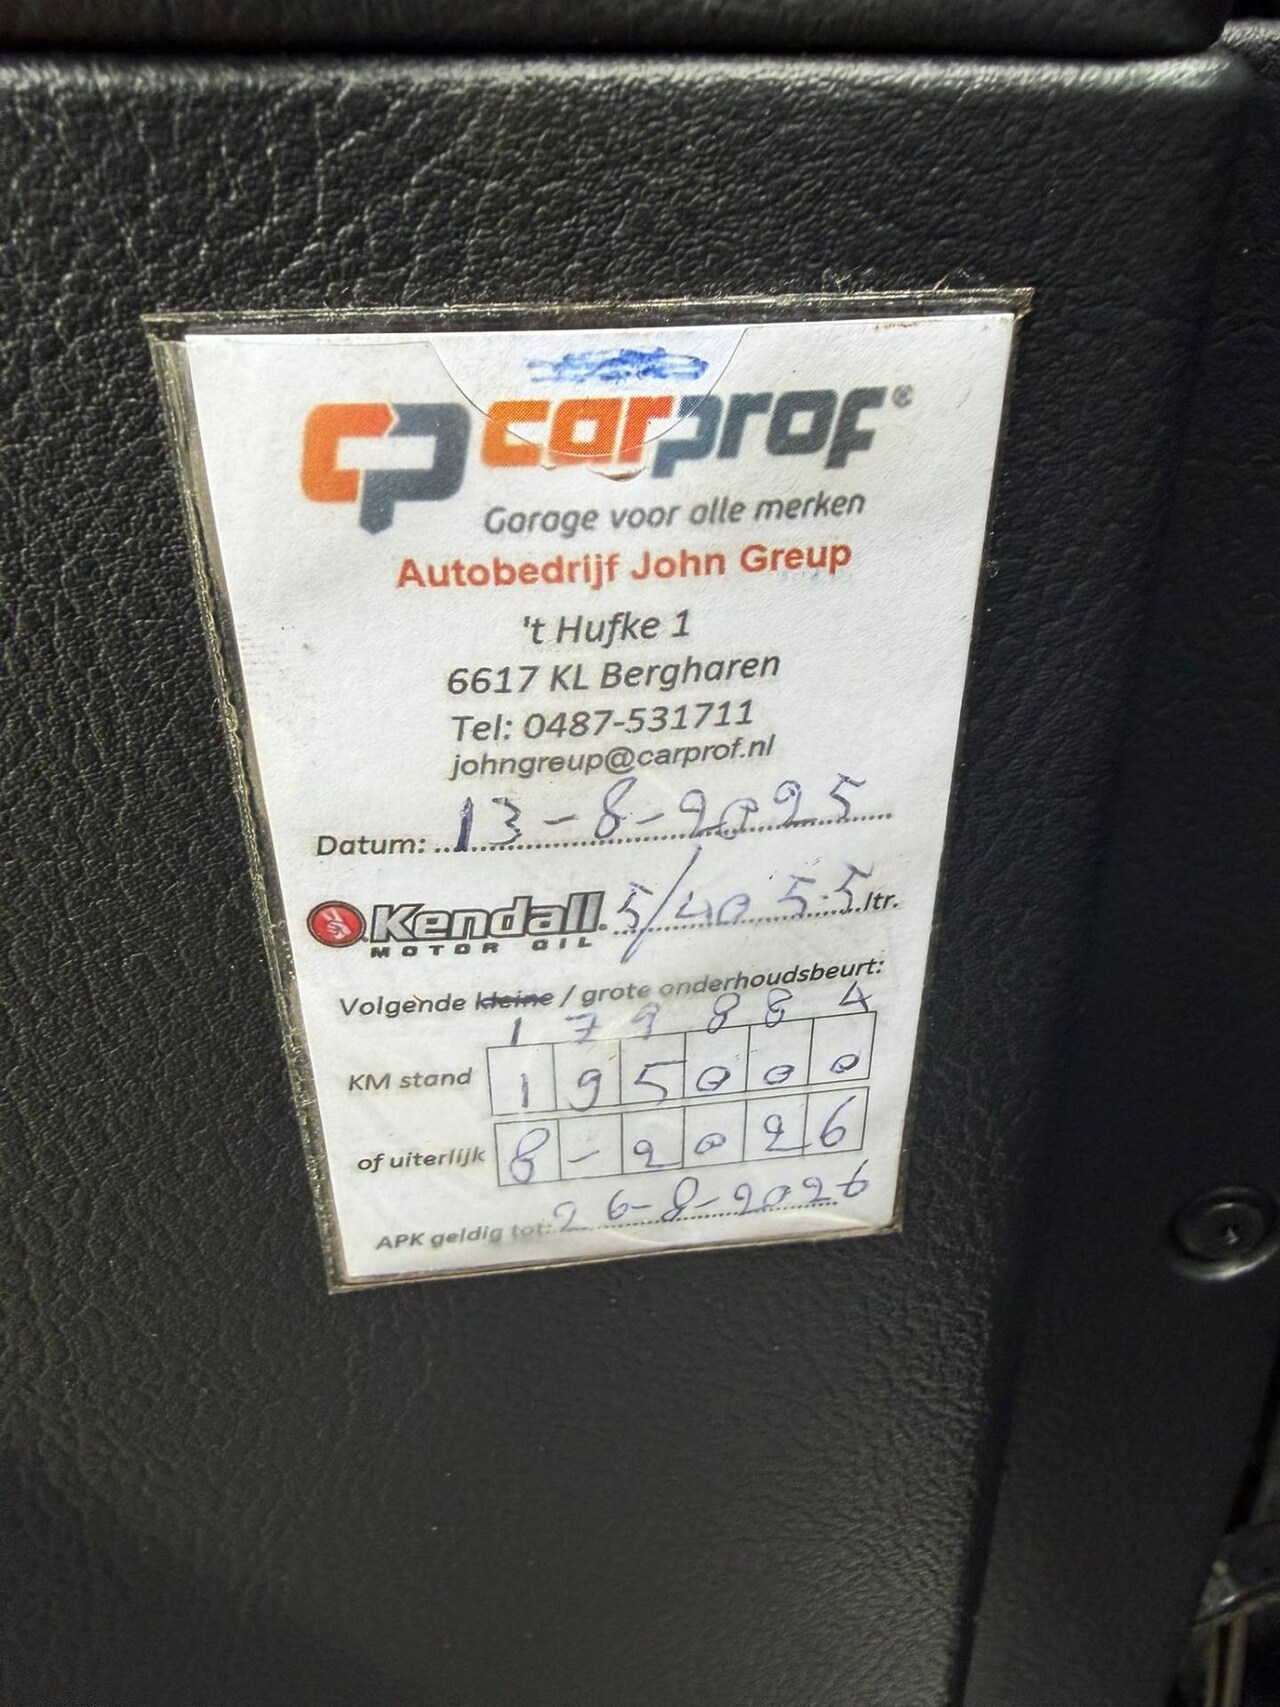 CP carprof®
Garage voor alle merken
Autobedrijf John Greup
't Hufke 1
6617 KL Bergharen
Tel: 0487-531711
johngreup@carprof.nl
Datum: 13-8-2025
Kendall 5/40 5.5 ltr.
MOTOR OIL
Volgende kleine / grote onderhoudsbeurt:
179884
KM stand 195000
of uiterlijk 8-2026
APK geldig tot: 26-8-2026